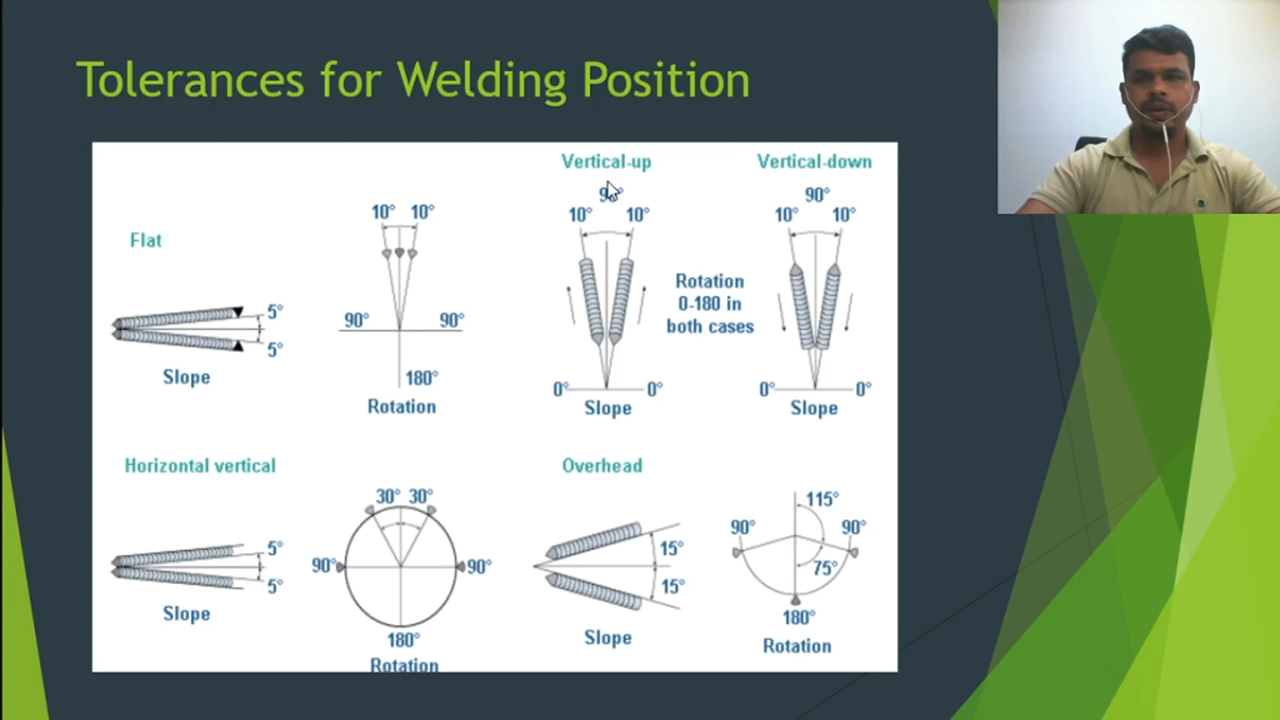 Tolerances for Welding Position
Flat
5°
5°
Slope
10° 10°
90° 90°
180°
Rotation
Vertical-up
10° 10°
0° 0°
Slope
Rotation
0-180 in
both cases
Vertical-down
90°
10° 10°
0° 0°
Slope
Horizontal vertical
5°
5°
Slope
30° 30°
90° 90°
180°
Rotation
Overhead
15°
15°
Slope
115°
90° 90°
75°
180°
Rotation